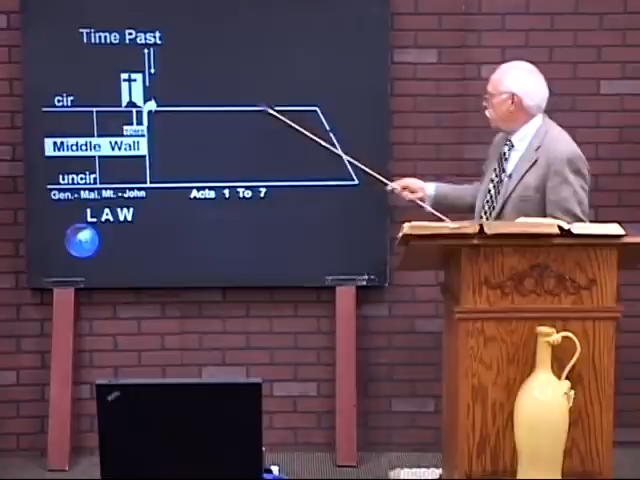 Time Past
cir
TOMB
Middle Wall
uncir
Gen.- Mal, Mt. - John
Acts 1 To 7
LAW